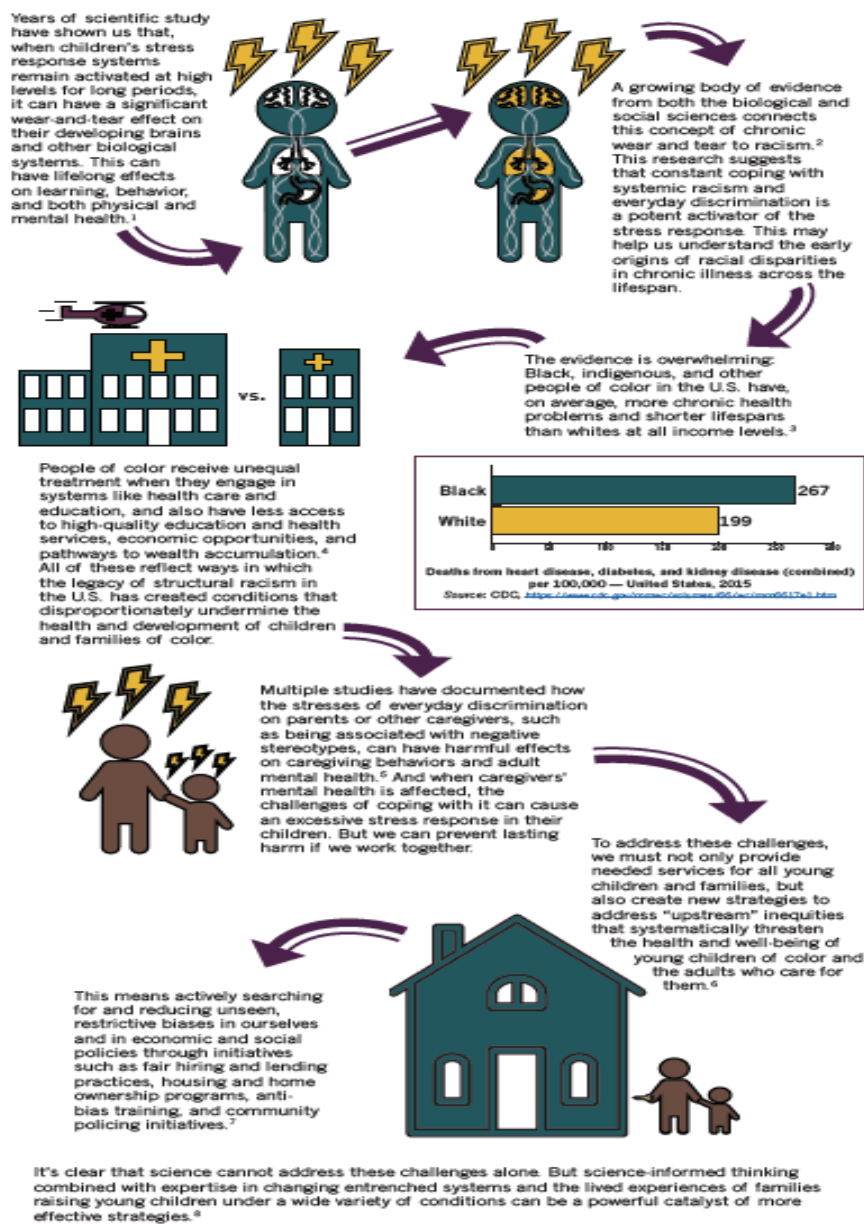 Years of scientific study
have shown us that,
when children's stress
response systems
remain activated at high
levels for long periods,
it can have a significant
wear-and-tear effect on
their developing brains
and other biological
systems. This can
have lifelong effects
on learning, behavior,
and both physical and
mental health.¹
A growing body of evidence
from both the biological and
social sciences connects
this concept of chronic
wear and tear to racism.²
This research suggests
that constant coping with
systemic racism and
everyday discrimination is
a potent activator of the
stress response. This may
help us understand the early
origins of racial disparities
in chronic illness across the
lifespan.
The evidence is overwhelming:
Black, indigenous, and other
people of color in the U.S. have,
on average, more chronic health
problems and shorter lifespans
than whites at all income levels.³
vs.
Black 267
White 199
Deaths from heart disease, diabetes, and kidney disease (combined)
per 100,000 — United States, 2015
Source: CDC,
People of color receive unequal
treatment when they engage in
systems like health care and
education, and also have less access
to high-quality education and health
services, economic opportunities, and
pathways to wealth accumulation.⁴
All of these reflect ways in which
the legacy of structural racism in
the U.S. has created conditions that
disproportionately undermine the
health and development of children
and families of color.
Multiple studies have documented how
the stresses of everyday discrimination
on parents or other caregivers, such
as being associated with negative
stereotypes, can have harmful effects
on caregiving behaviors and adult
mental health.⁵ And when caregivers'
mental health is affected, the
challenges of coping with it can cause
an excessive stress response in their
children. But we can prevent lasting
harm if we work together.
To address these challenges,
we must not only provide
needed services for all young
children and families, but
also create new strategies to
address "upstream" inequities
that systematically threaten
the health and well-being of
young children of color and
the adults who care for
them.⁶
This means actively searching
for and reducing unseen,
restrictive biases in ourselves
and in economic and social
policies through initiatives
such as fair hiring and lending
practices, housing and home
ownership programs, anti-
bias training, and community
policing initiatives.⁷
It's clear that science cannot address these challenges alone. But science-informed thinking
combined with expertise in changing entrenched systems and the lived experiences of families
raising young children under a wide variety of conditions can be a powerful catalyst of more
effective strategies.⁸